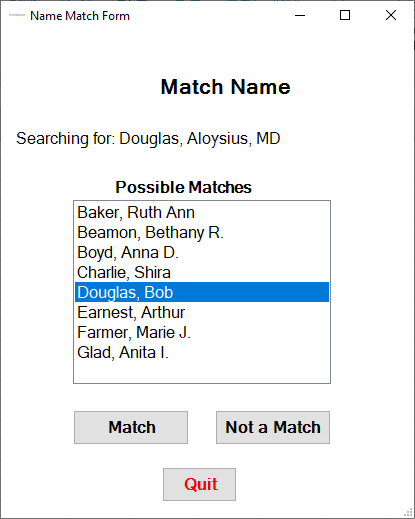 Name Match Form
Match Name
Searching for: Douglas, Aloysius, MD
Possible Matches
Baker, Ruth Ann
Beamon, Bethany R.
Boyd, Anna D.
Charlie, Shira
Douglas, Bob
Earnest, Arthur
Farmer, Marie J.
Glad, Anita I.
Match
Not a Match
Quit